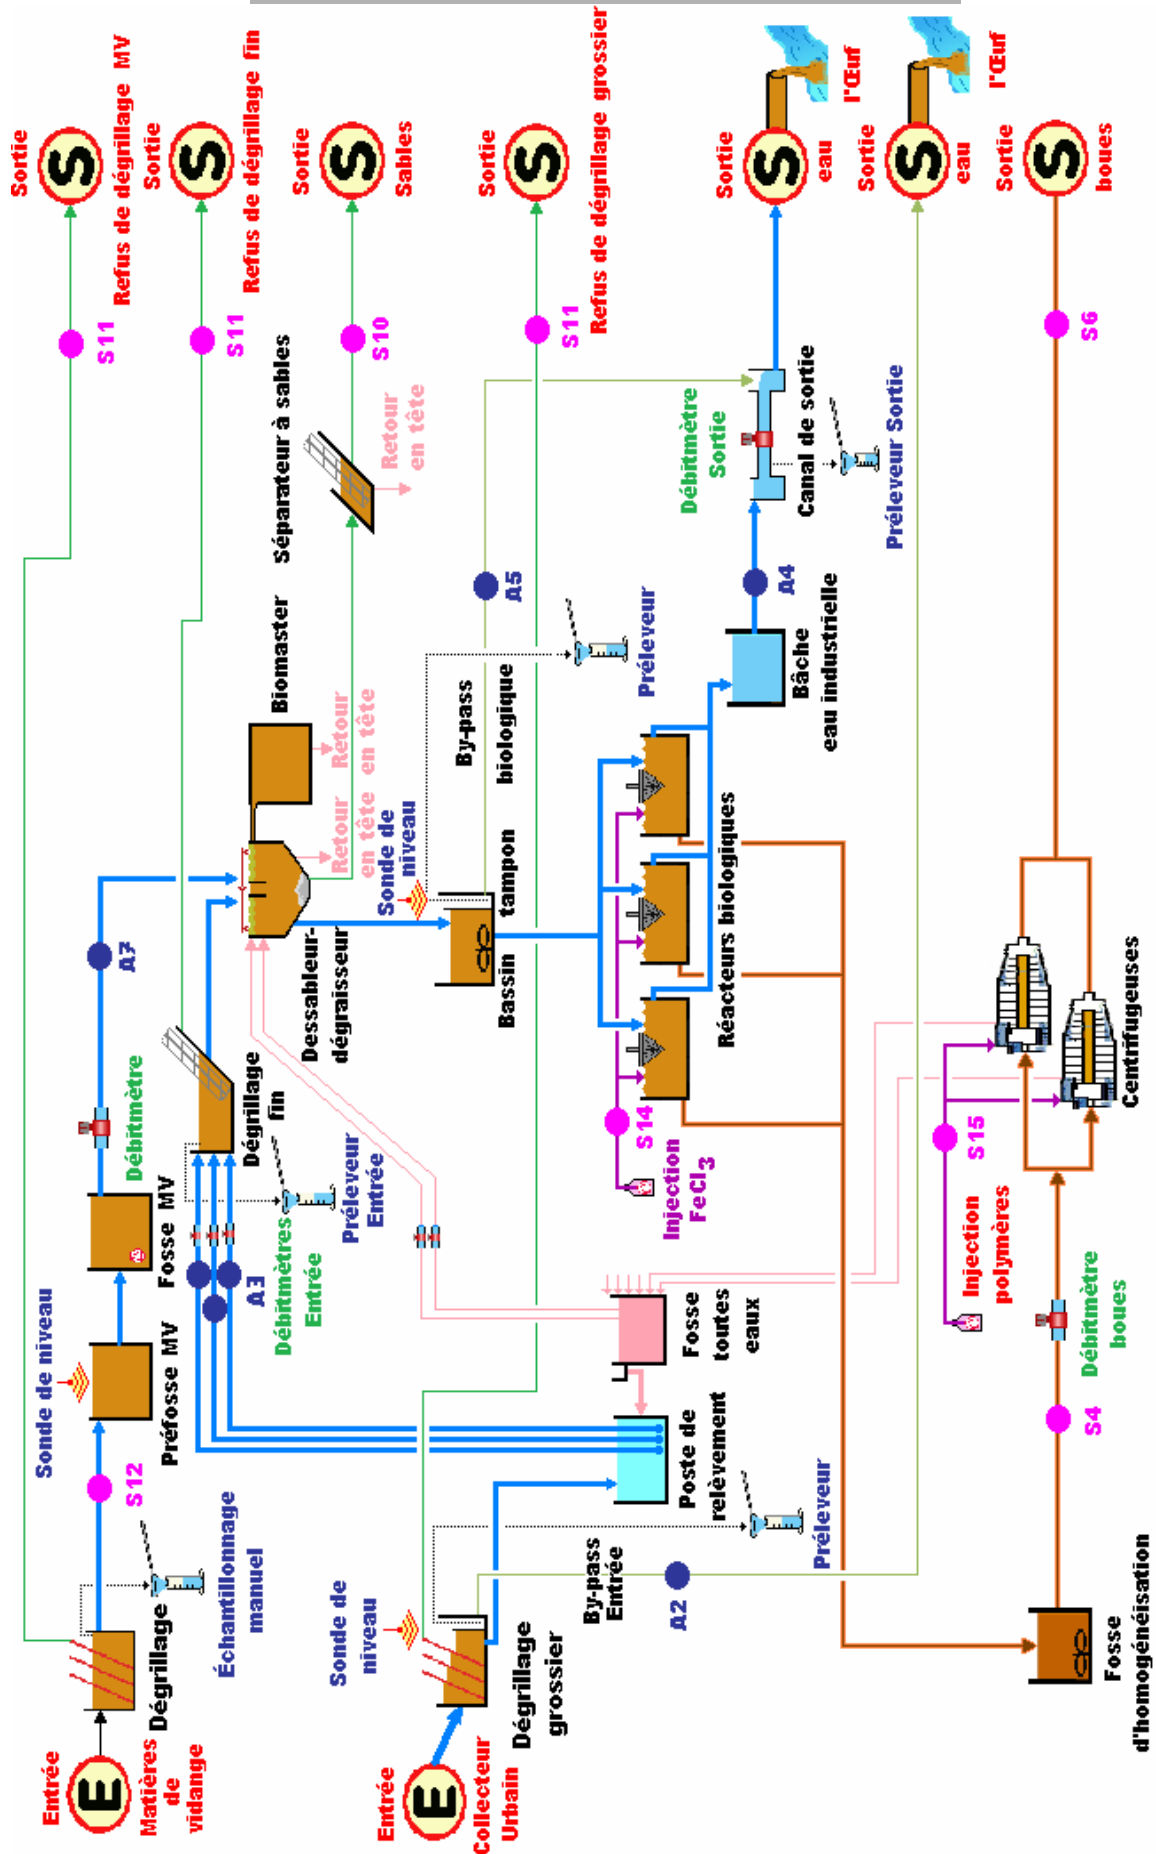 Entrée
E
Matières
de
vidange
Dégrillage
Échantillonnage
manuel
S12
Sonde de niveau
Préfosse MV
Fosse MV
Débitmètre
A7
S11
Sortie
S
Refus de dégrillage MV
A3
Débitmètres
Entrée
Préleveur
Entrée
Dégrillage
fin
S11
Sortie
S
Refus de dégrillage fin
Dessableur-
dégraisseur
Biomaster
Retour
en tête
Retour
en tête
Séparateur à sables
Retour
en tête
S10
Sortie
S
Sables
Entrée
E
Collecteur
Urbain
Sonde de
niveau
Dégrillage
grossier
Sonde de
niveau
Bassin tampon
By-pass
biologique
A5
Préleveur
S11
Sortie
S
Refus de dégrillage grossier
By-pass
Entrée
A2
Préleveur
Poste de
relèvement
Fosse
toutes
eaux
Injection
FeCl3
S14
Réacteurs biologiques
Bâche
eau industrielle
A4
Débitmètre
Sortie
Canal de sortie
Préleveur Sortie
Sortie
S
eau
l'Œuf
Sortie
S
eau
l'Œuf
Fosse
d'homogénéisation
S4
Débitmètre
boues
Injection
polymères
S15
Centrifugeuses
S6
Sortie
S
boues